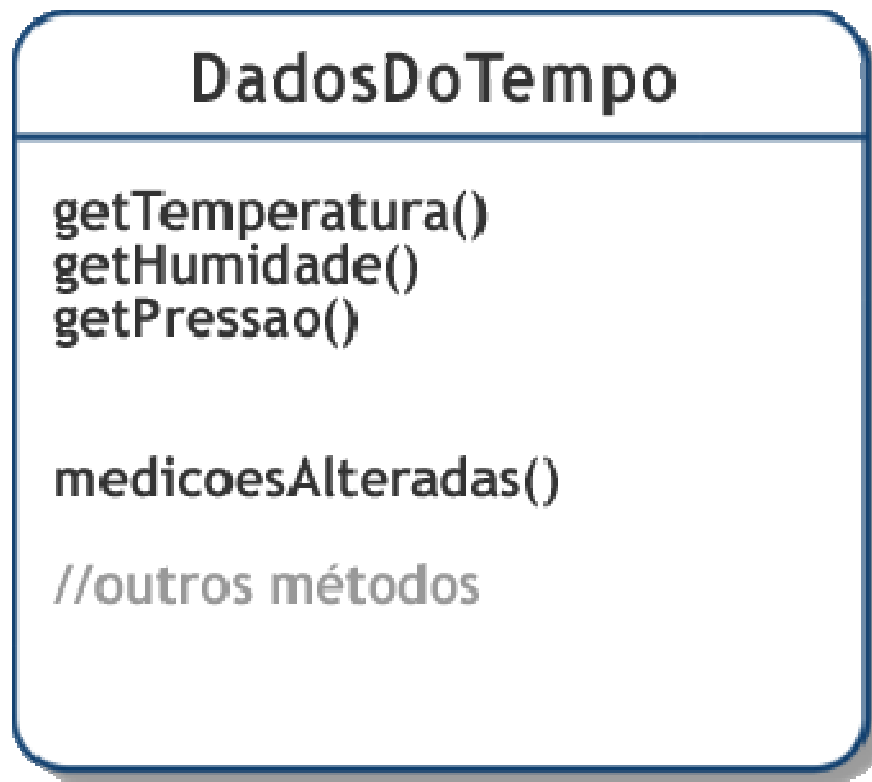 DadosDoTempo
getTemperatura()
getHumidade()
getPressao()
medicoesAlteradas()
//outros métodos